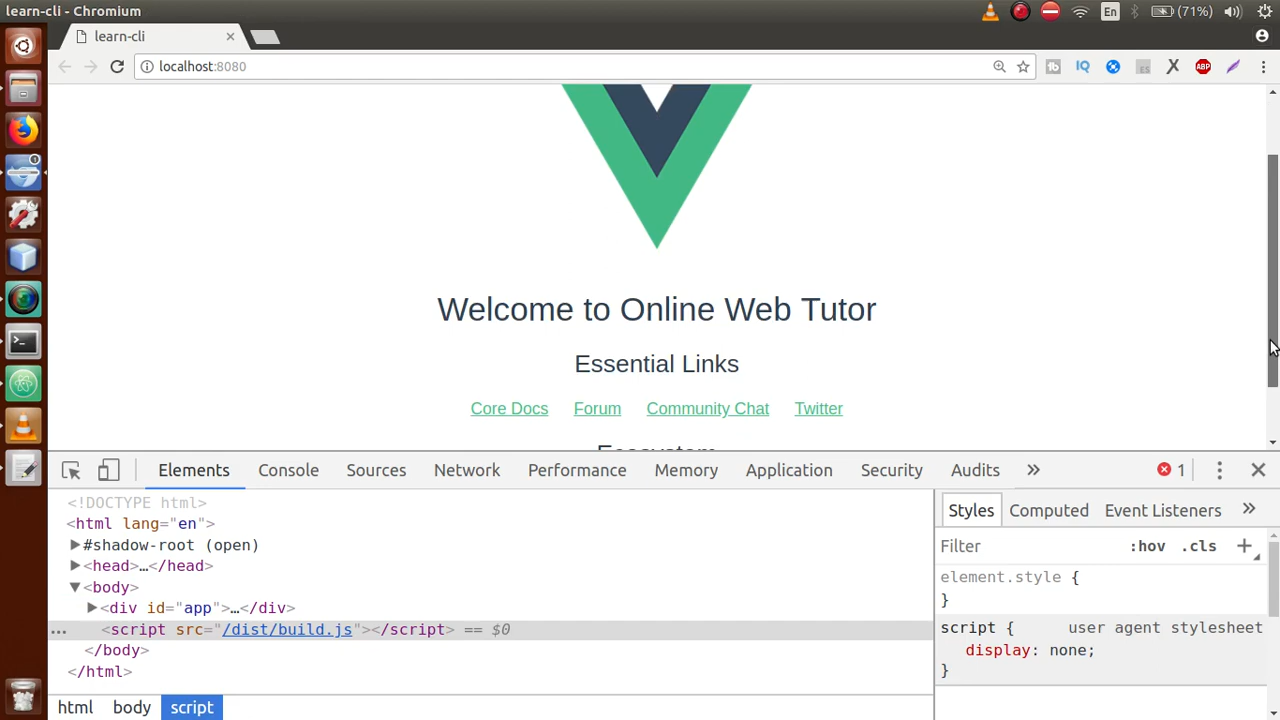 learn-cli - Chromium
En
(71%)
learn-cli
localhost:8080
ABP
Welcome to Online Web Tutor
Essential Links
Core Docs Forum Community Chat Twitter
Elements Console Sources Network Performance Memory Application Security Audits » 1
<!DOCTYPE html>
<html lang="en">
▶#shadow-root (open)
▶<head>…</head>
▼<body>
▶<div id="app">…</div>
... <script src="/dist/build.js"></script> == $0
</body>
</html>
html body script
Styles Computed Event Listeners »
Filter :hov .cls +
element.style {
}
script { user agent stylesheet
display: none;
}